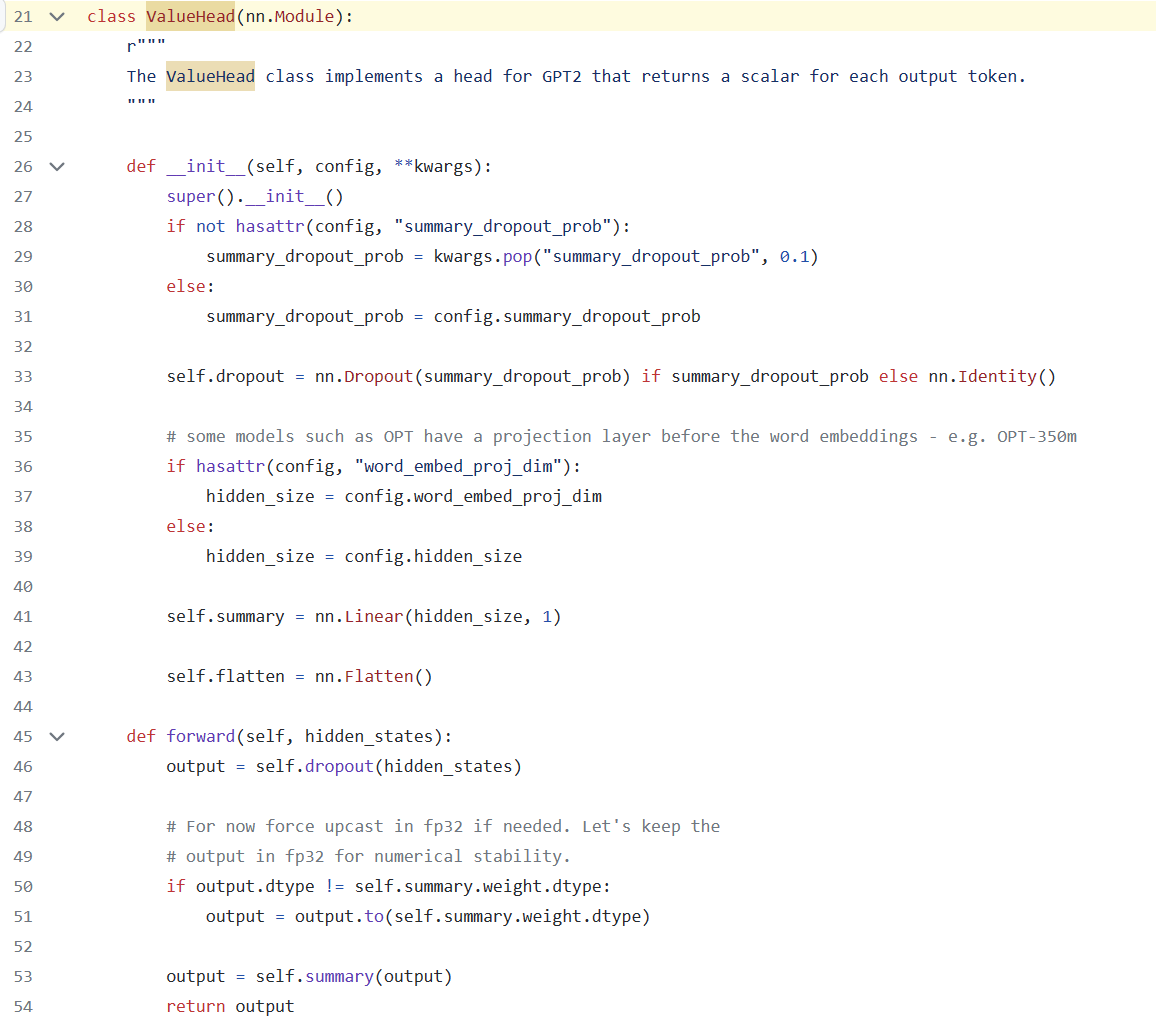 21 class ValueHead(nn.Module):
22     r"""
23     The ValueHead class implements a head for GPT2 that returns a scalar for each output token.
24     """
25
26     def __init__(self, config, **kwargs):
27         super().__init__()
28         if not hasattr(config, "summary_dropout_prob"):
29             summary_dropout_prob = kwargs.pop("summary_dropout_prob", 0.1)
30         else:
31             summary_dropout_prob = config.summary_dropout_prob
32
33         self.dropout = nn.Dropout(summary_dropout_prob) if summary_dropout_prob else nn.Identity()
34
35         # some models such as OPT have a projection layer before the word embeddings - e.g. OPT-350m
36         if hasattr(config, "word_embed_proj_dim"):
37             hidden_size = config.word_embed_proj_dim
38         else:
39             hidden_size = config.hidden_size
40
41         self.summary = nn.Linear(hidden_size, 1)
42
43         self.flatten = nn.Flatten()
44
45     def forward(self, hidden_states):
46         output = self.dropout(hidden_states)
47
48         # For now force upcast in fp32 if needed. Let's keep the
49         # output in fp32 for numerical stability.
50         if output.dtype != self.summary.weight.dtype:
51             output = output.to(self.summary.weight.dtype)
52
53         output = self.summary(output)
54         return output